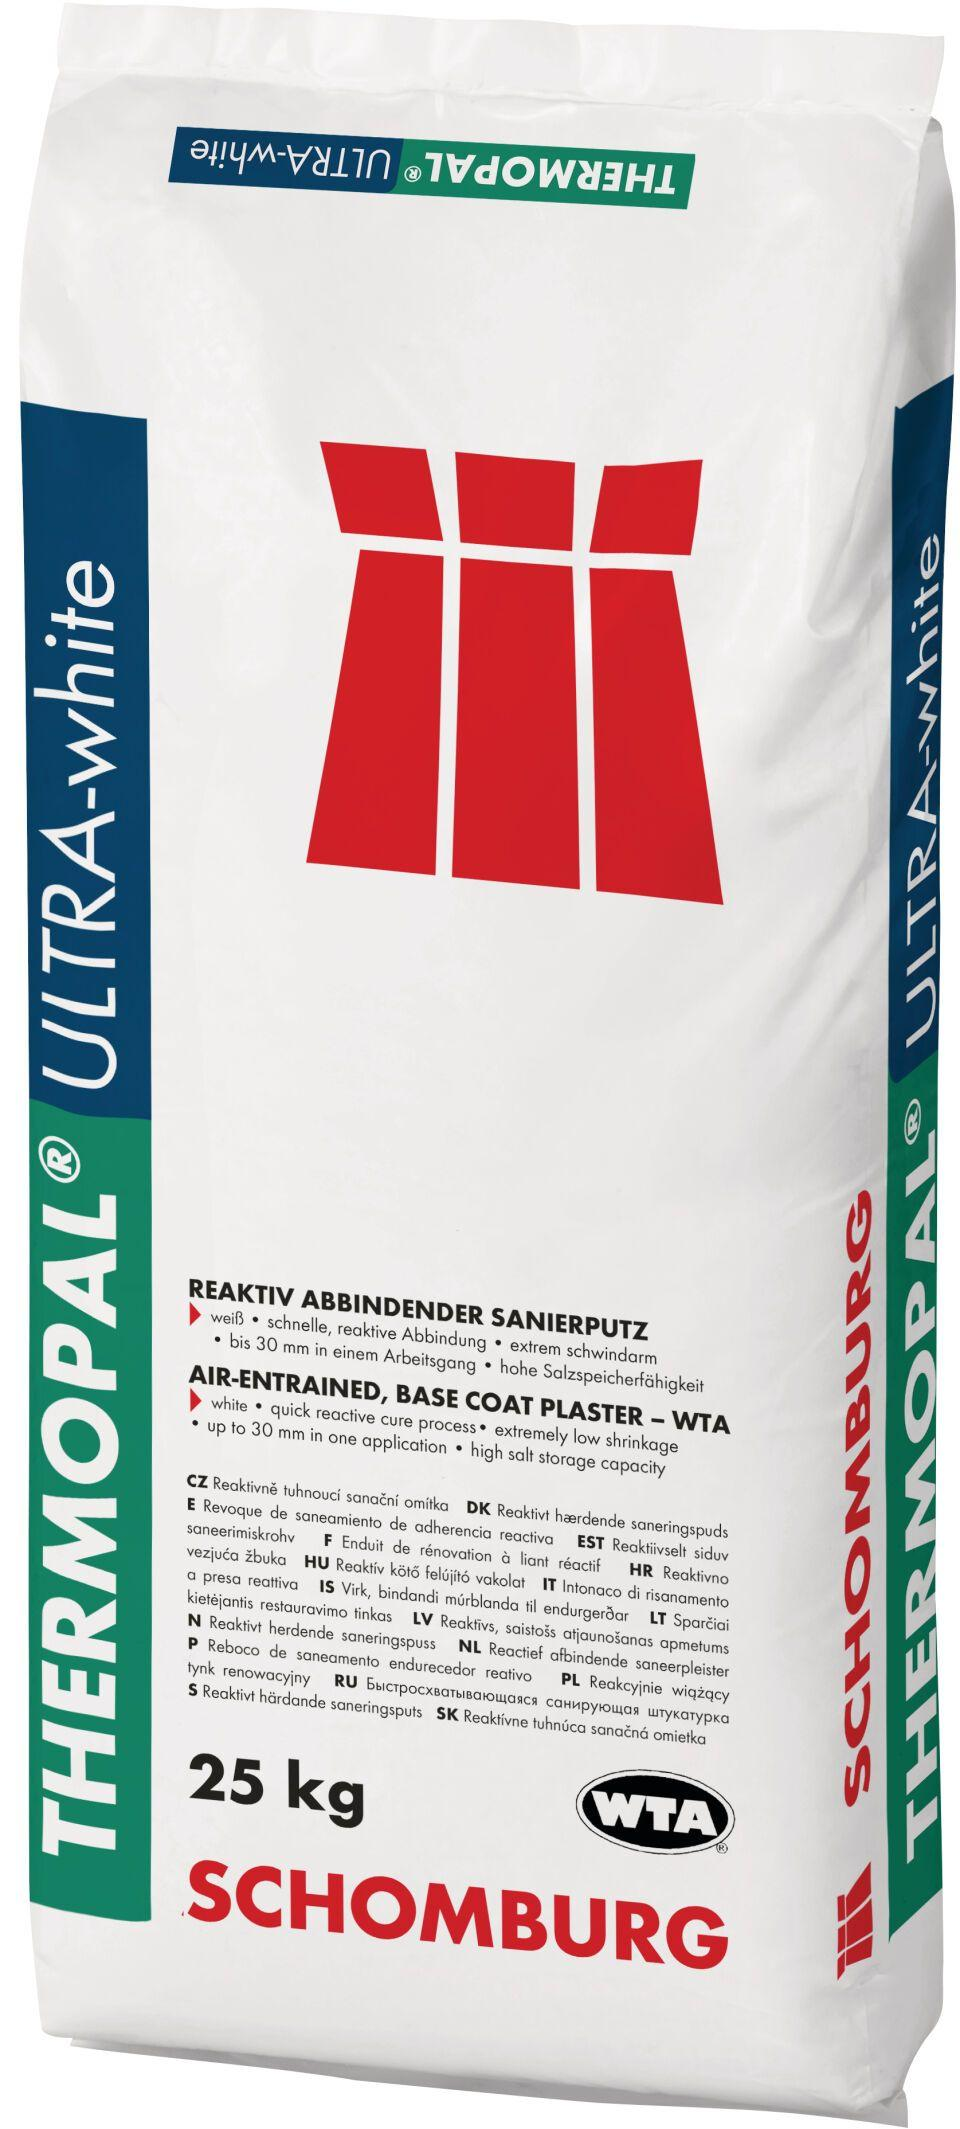 THERMOPAL® ULTRA-white
THERMOPAL® ULTRA-white
REAKTIV ABBINDENDER SANIERPUTZ
weiß • schnelle, reaktive Abbindung • extrem schwindarm
• bis 30 mm in einem Arbeitsgang • hohe Salzspeicherfähigkeit
AIR-ENTRAINED, BASE COAT PLASTER – WTA
white • quick reactive cure process • extremely low shrinkage
• up to 30 mm in one application • high salt storage capacity
CZ Reaktivně tuhnoucí sanační omítka DK Reaktivt hærdende saneringspuds
E Revoque de saneamiento de adherencia reactiva EST Reaktiivselt siduv
saneerimiskrohv F Enduit de rénovation à liant réactif HR Reaktivno
vezjuća žbuka HU Reaktív kötő felújító vakolat IT Intonaco di risanamento
a presa reattiva IS Virk, bindandi múrblanda til endurgerðar LT Sparčiai
kietėjantis restauravimo tinkas LV Reaktīvs, saistošs atjaunošanas apmetums
N Reaktivt herdende saneringspuss NL Reactief afbindende saneerpleister
P Reboco de saneamento endurecedor reativo PL Reakcyjnie wiążący
tynk renowacyjny RU Быстросхватывающаяся санирующая штукатурка
S Reaktivt härdande saneringsputs SK Reaktívne tuhnúca sanačná omietka
25 kg
WTA®
SCHOMBURG
SCHOMBURG
THERMOPAL® ULTRA-white